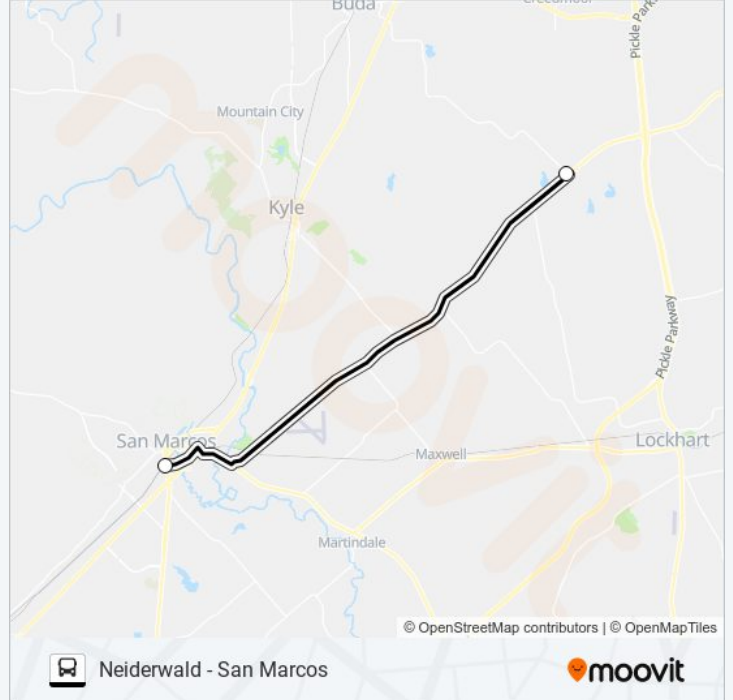 Buda
Creedmoor
Pickle Park
Mountain City
Kyle
Pickle Parkway
San Marcos
Lockhart
Maxwell
Martindale
© OpenStreetMap contributors | © OpenMapTiles
Neiderwald - San Marcos
moovit